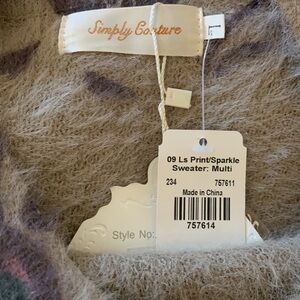 Simply Couture
L
09 Ls Print/Sparkle
Sweater: Multi
234 757611
Made in China
757614
Style No: